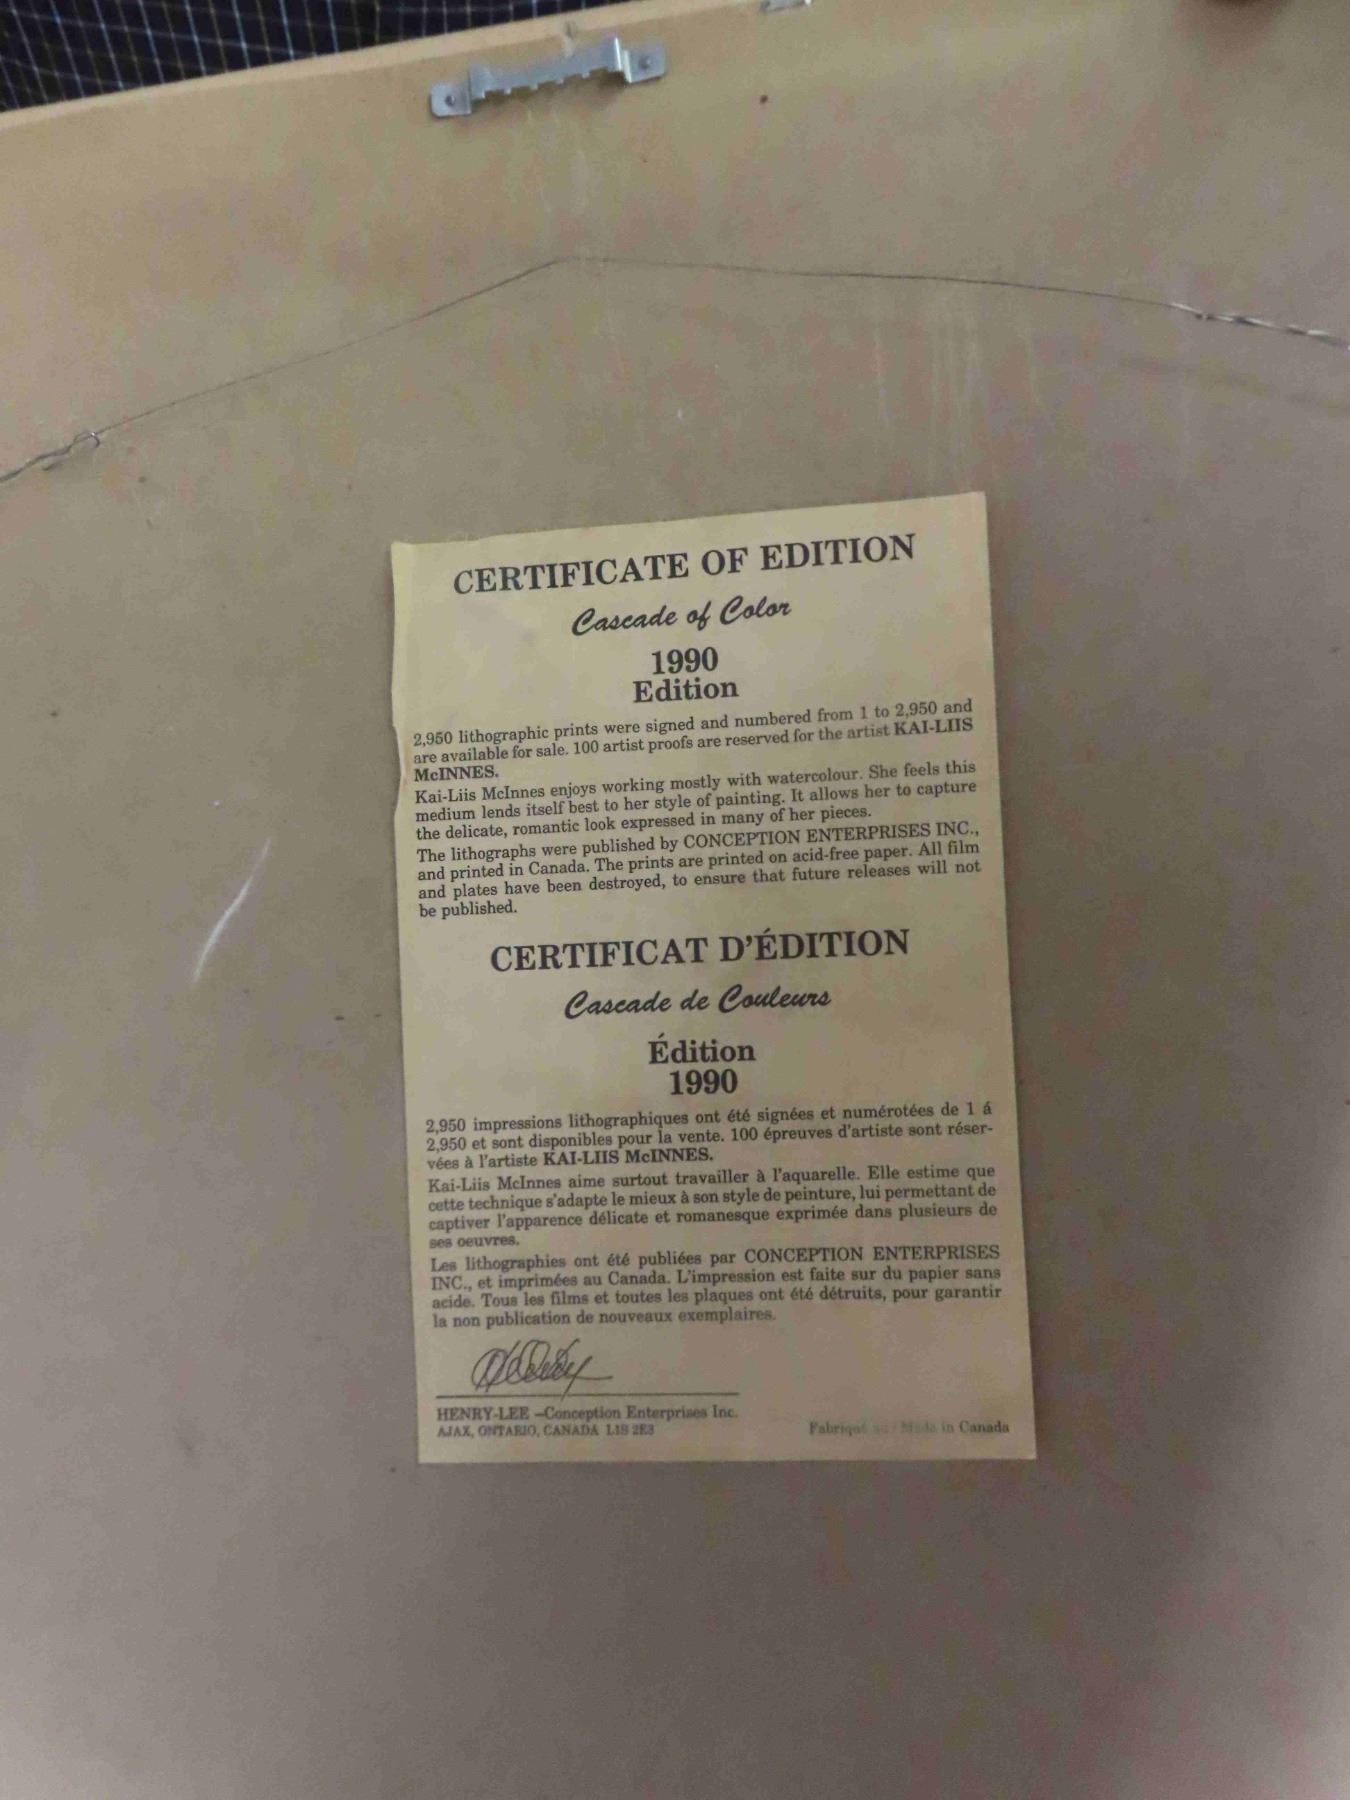 CERTIFICATE OF EDITION
Cascade of Color
1990
Edition
2,950 lithographic prints were signed and numbered from 1 to 2,950 and
are available for sale. 100 artist proofs are reserved for the artist KAI-LIIS
McINNES.
Kai-Liis McInnes enjoys working mostly with watercolour. She feels this
medium lends itself best to her style of painting. It allows her to capture
the delicate, romantic look expressed in many of her pieces.
The lithographs were published by CONCEPTION ENTERPRISES INC.,
and printed in Canada. The prints are printed on acid-free paper. All film
and plates have been destroyed, to ensure that future releases will not
be published.
CERTIFICAT D'ÉDITION
Cascade de Couleurs
Édition
1990
2,950 impressions lithographiques ont été signées et numérotées de 1 á
2,950 et sont disponibles pour la vente. 100 épreuves d'artiste sont réser-
vées à l'artiste KAI-LIIS McINNES.
Kai-Liis McInnes aime surtout travailler à l'aquarelle. Elle estime que
cette technique s'adapte le mieux à son style de peinture, lui permettant de
captiver l'apparence délicate et romanesque exprimée dans plusieurs de
ses oeuvres.
Les lithographies ont été publiées par CONCEPTION ENTERPRISES
INC., et imprimées au Canada. L'impression est faite sur du papier sans
acide. Tous les films et toutes les plaques ont été détruits, pour garantir
la non publication de nouveaux exemplaires.
HENRY-LEE –Conception Enterprises Inc.
AJAX, ONTARIO, CANADA L1S 2E3
Fabriqué Made in Canada